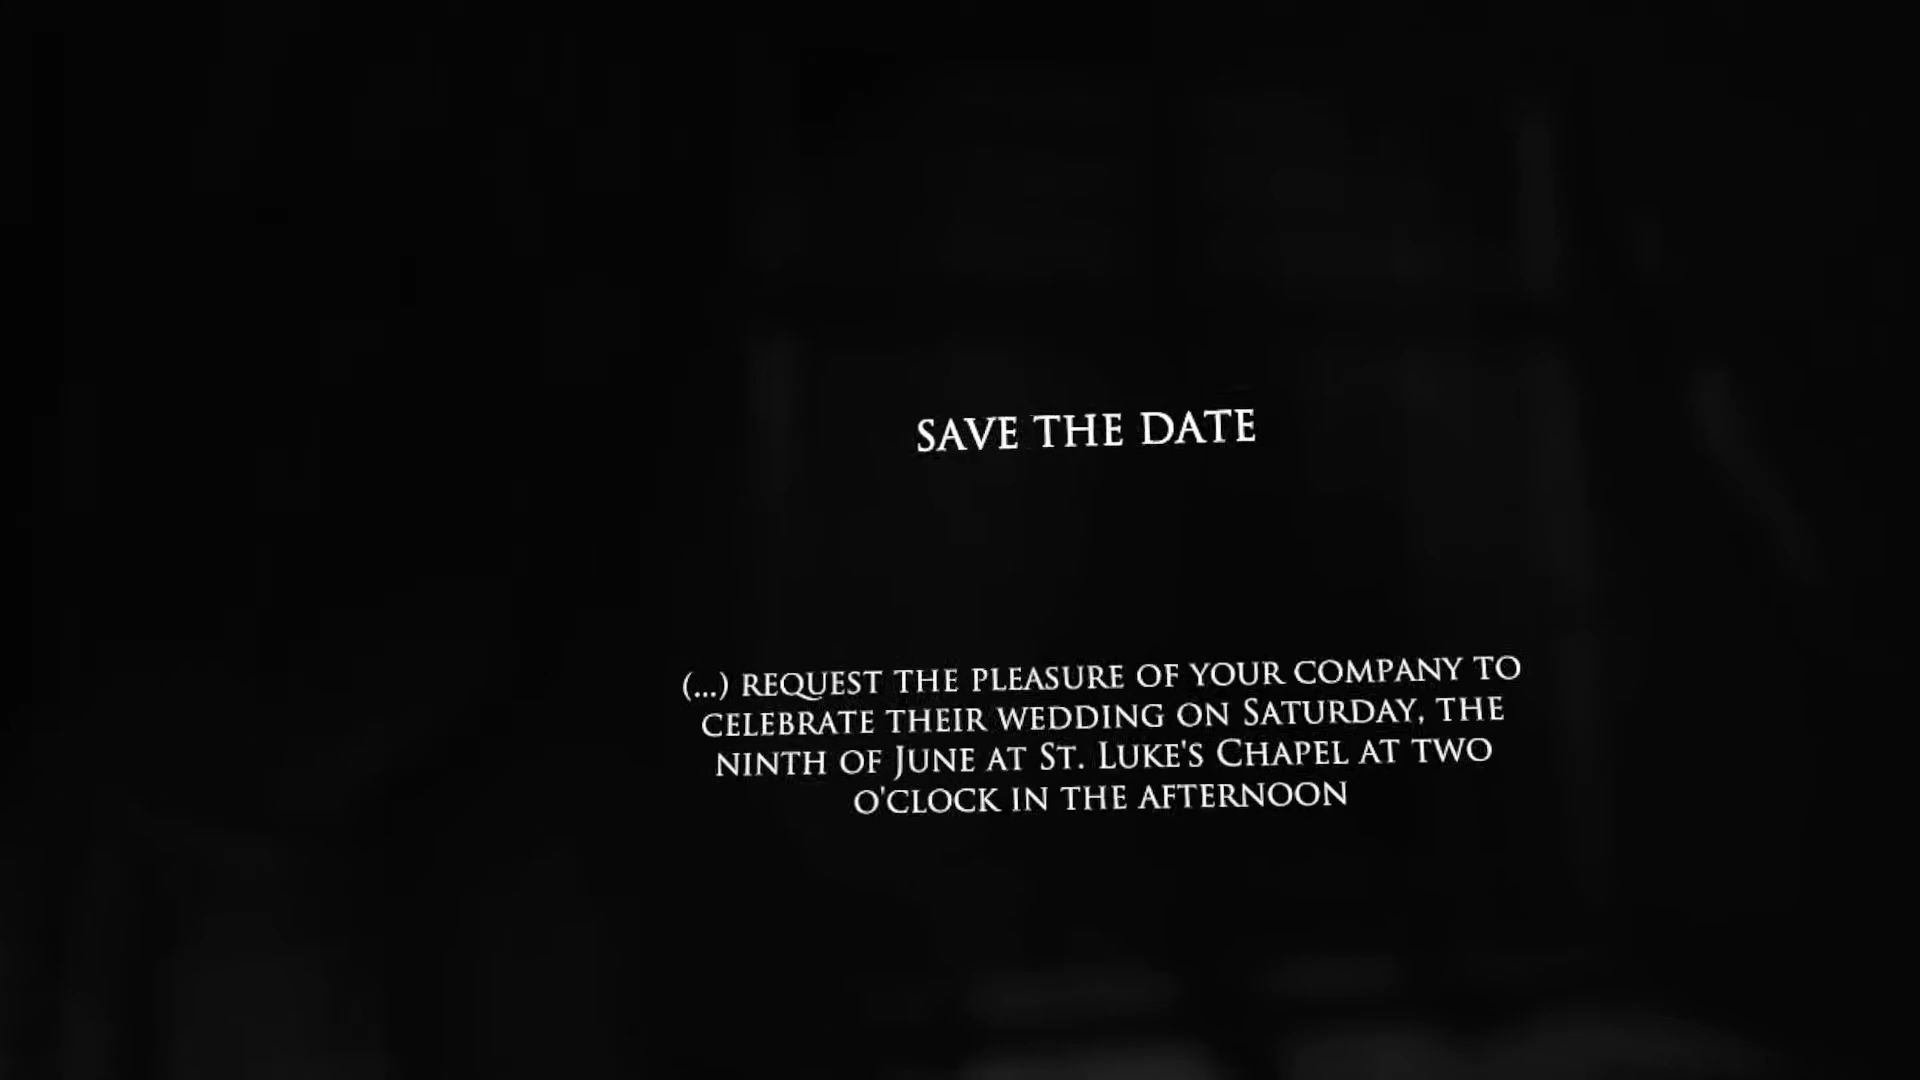 SAVE THE DATE
(...) REQUEST THE PLEASURE OF YOUR COMPANY TO
CELEBRATE THEIR WEDDING ON SATURDAY, THE
NINTH OF JUNE AT ST. LUKE'S CHAPEL AT TWO
O'CLOCK IN THE AFTERNOON